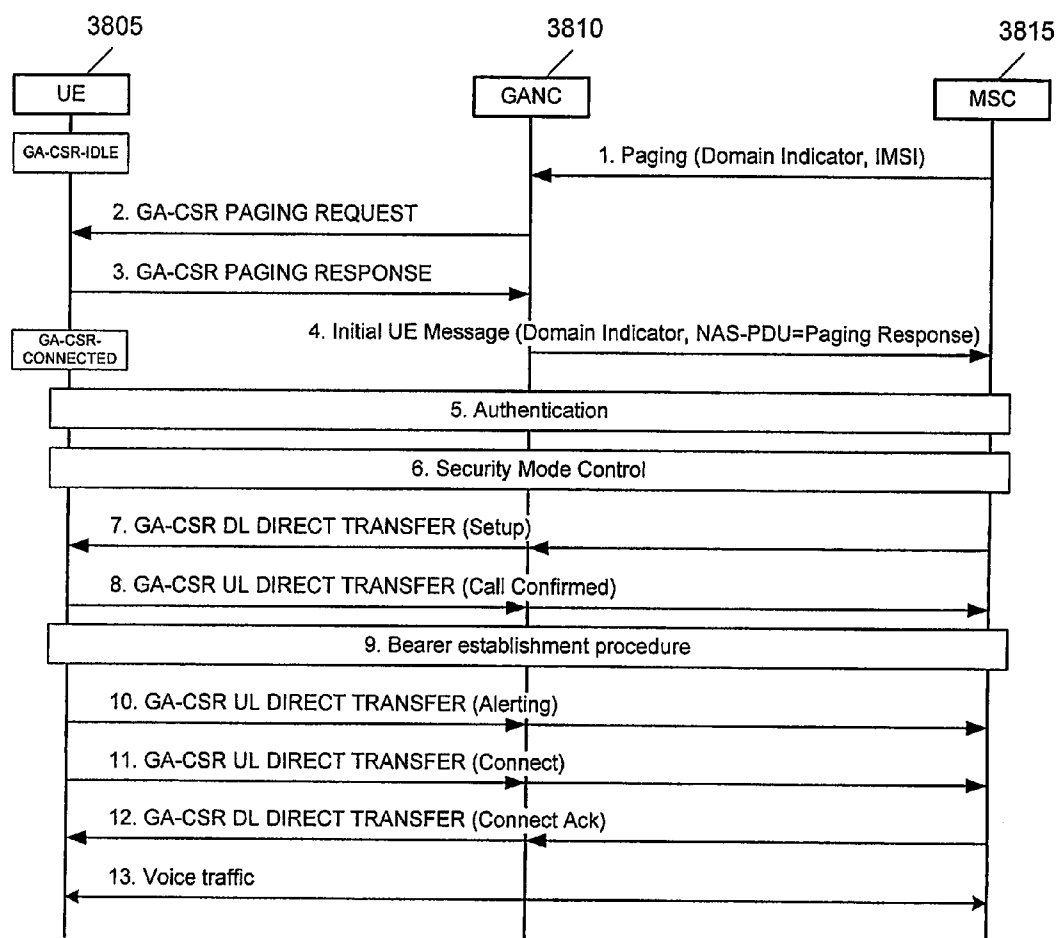 3805
3810
3815
UE
GANC
MSC
GA-CSR-IDLE
1. Paging (Domain Indicator, IMSI)
2. GA-CSR PAGING REQUEST
3. GA-CSR PAGING RESPONSE
GA-CSR-
CONNECTED
4. Initial UE Message (Domain Indicator, NAS-PDU=Paging Response)
5. Authentication
6. Security Mode Control
7. GA-CSR DL DIRECT TRANSFER (Setup)
8. GA-CSR UL DIRECT TRANSFER (Call Confirmed)
9. Bearer establishment procedure
10. GA-CSR UL DIRECT TRANSFER (Alerting)
11. GA-CSR UL DIRECT TRANSFER (Connect)
12. GA-CSR DL DIRECT TRANSFER (Connect Ack)
13. Voice traffic